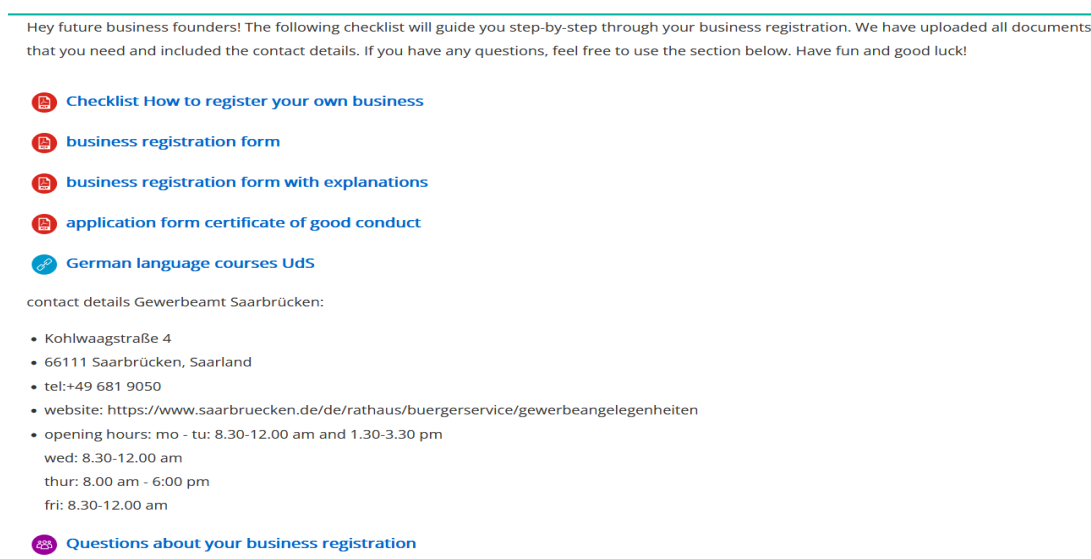 Hey future business founders! The following checklist will guide you step-by-step through your business registration. We have uploaded all documents
that you need and included the contact details. If you have any questions, feel free to use the section below. Have fun and good luck!
Checklist How to register your own business
business registration form
business registration form with explanations
application form certificate of good conduct
German language courses UdS
contact details Gewerbeamt Saarbrücken:
• Kohlwaagstraße 4
• 66111 Saarbrücken, Saarland
• tel:+49 681 9050
• website: https://www.saarbruecken.de/de/rathaus/buergerservice/gewerbeangelegenheiten
• opening hours: mo - tu: 8.30-12.00 am and 1.30-3.30 pm
wed: 8.30-12.00 am
thur: 8.00 am - 6:00 pm
fri: 8.30-12.00 am
Questions about your business registration